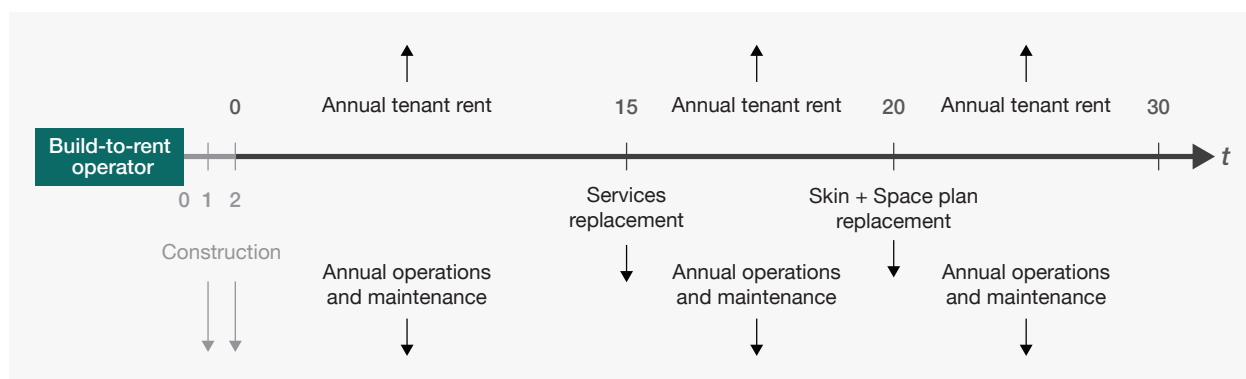 0
Annual tenant rent
15
Annual tenant rent
20
Annual tenant rent
30
Build-to-rent
operator
t
0 1 2
Services
replacement
Skin + Space plan
replacement
Construction
Annual operations
and maintenance
Annual operations
and maintenance
Annual operations
and maintenance